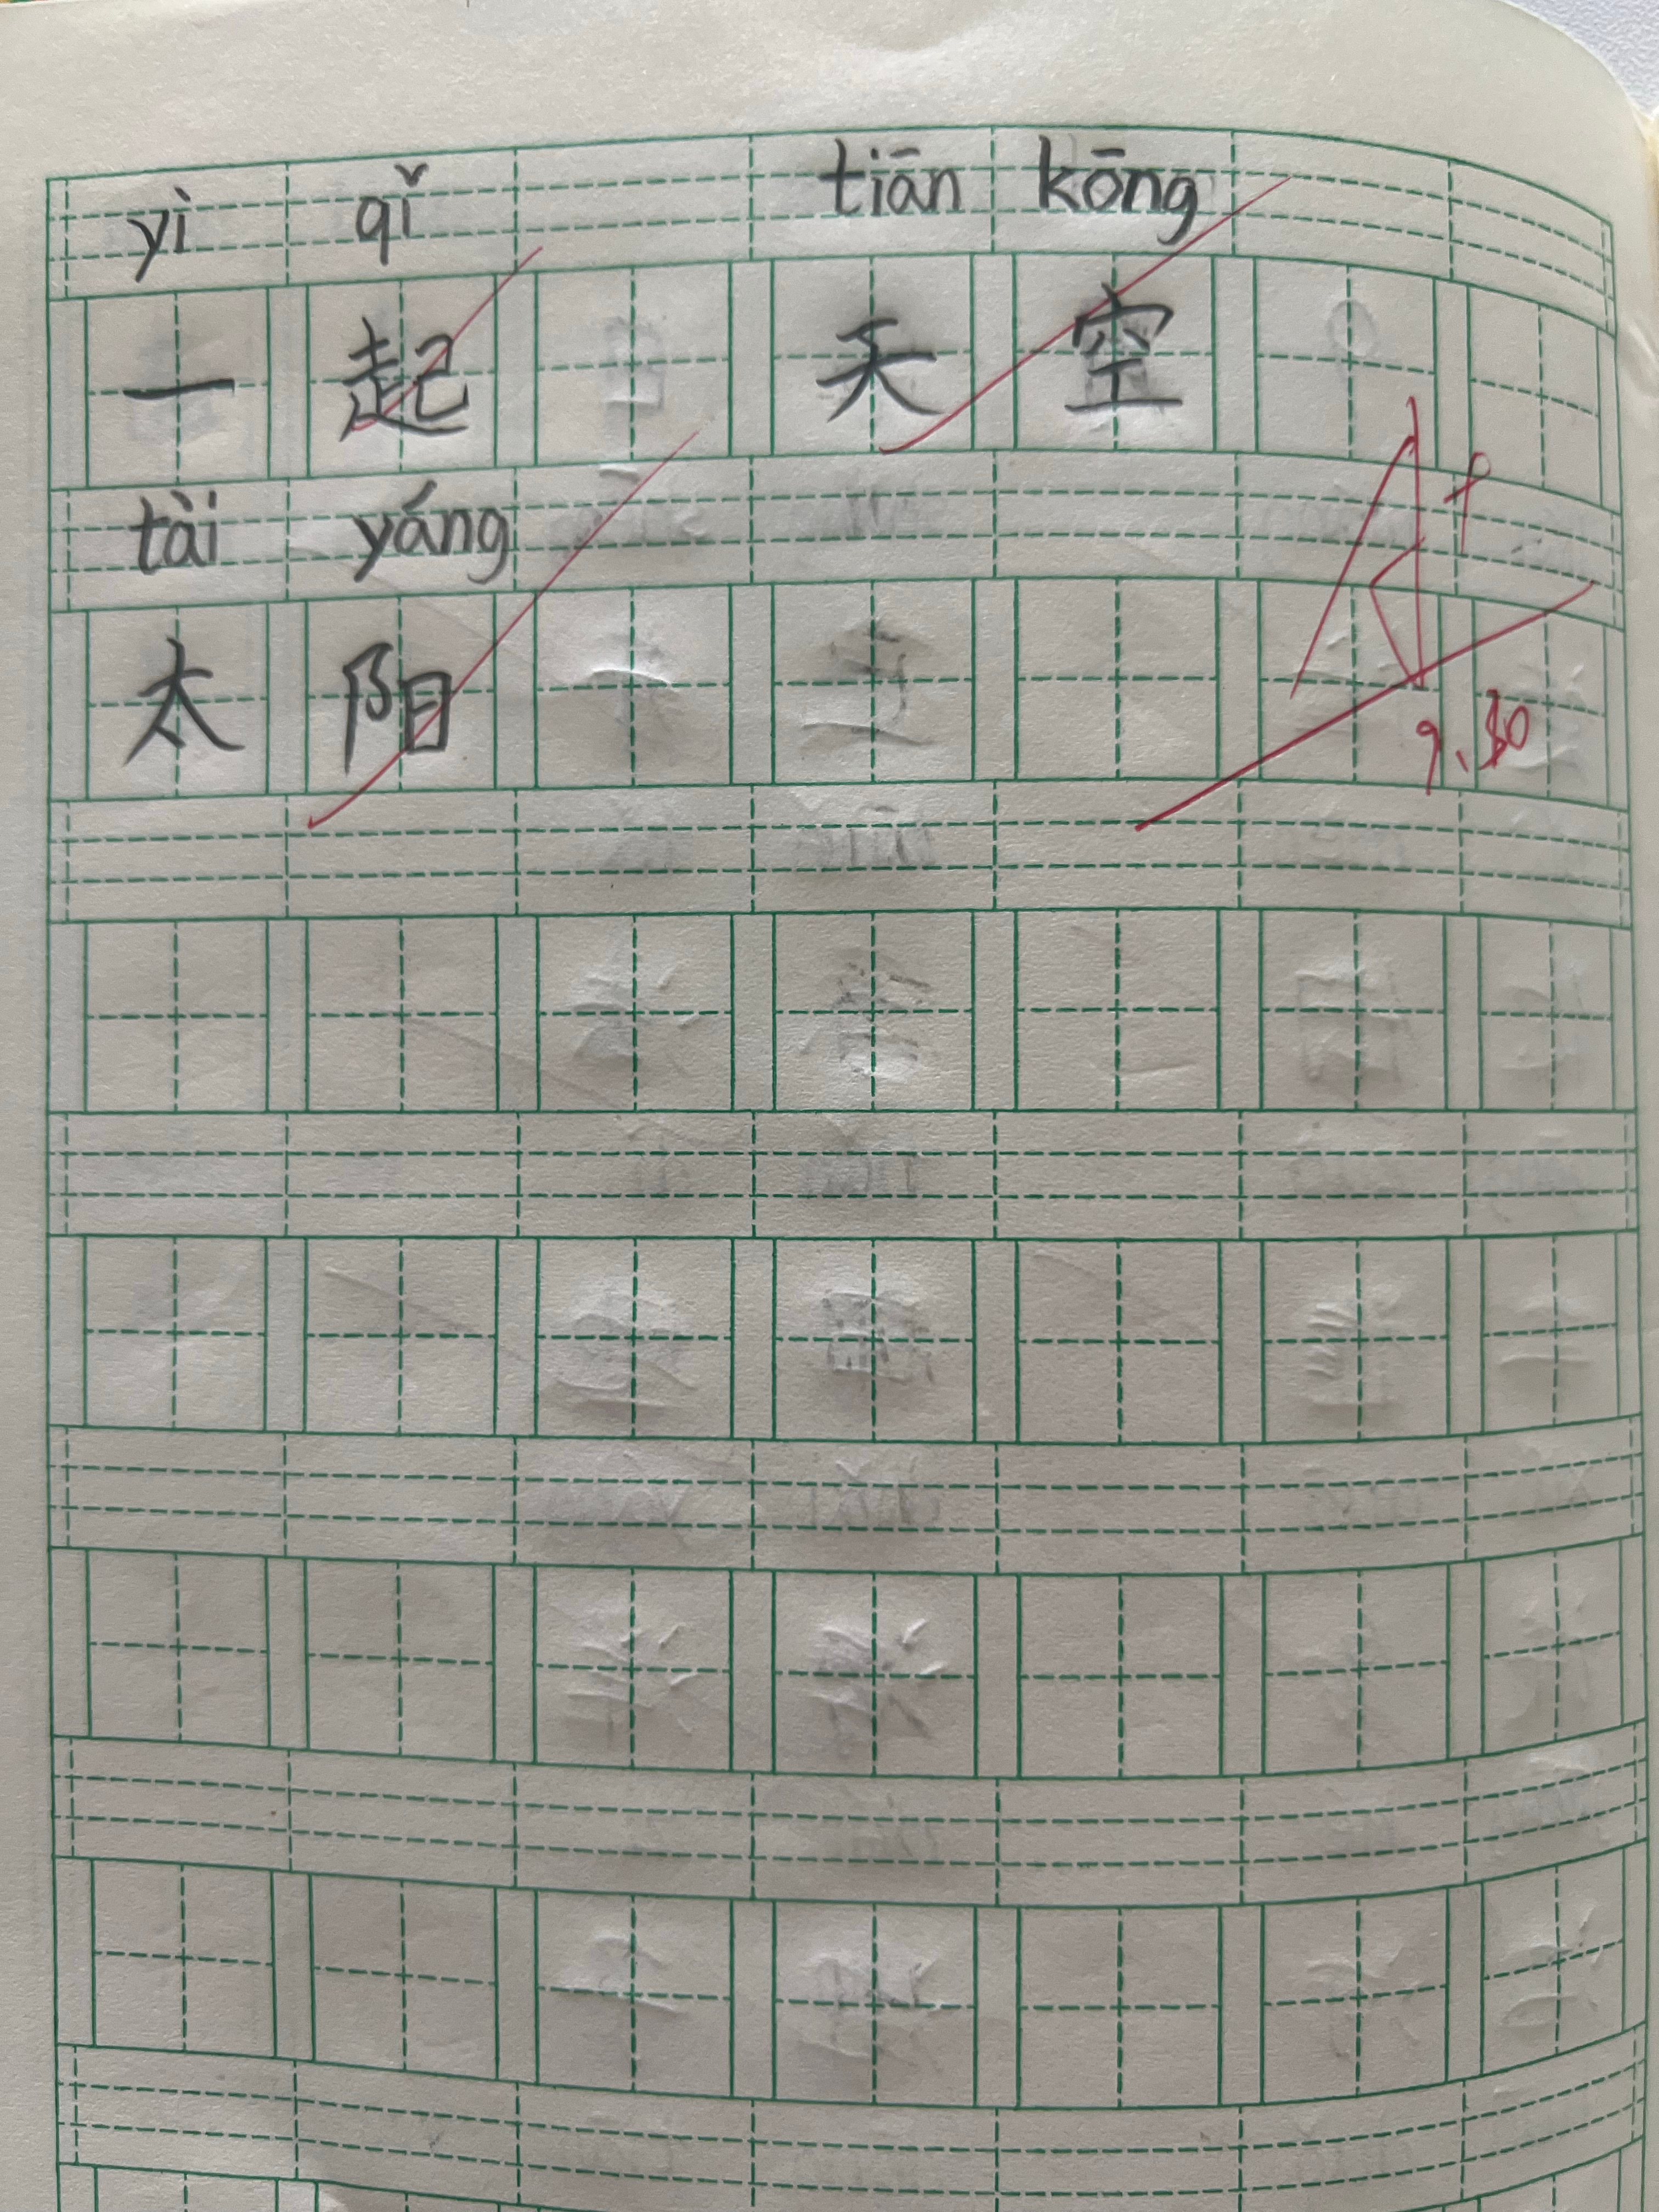 yì qǐ tiān kōng
一起 天空
tài yáng
太阳
A+
9.30